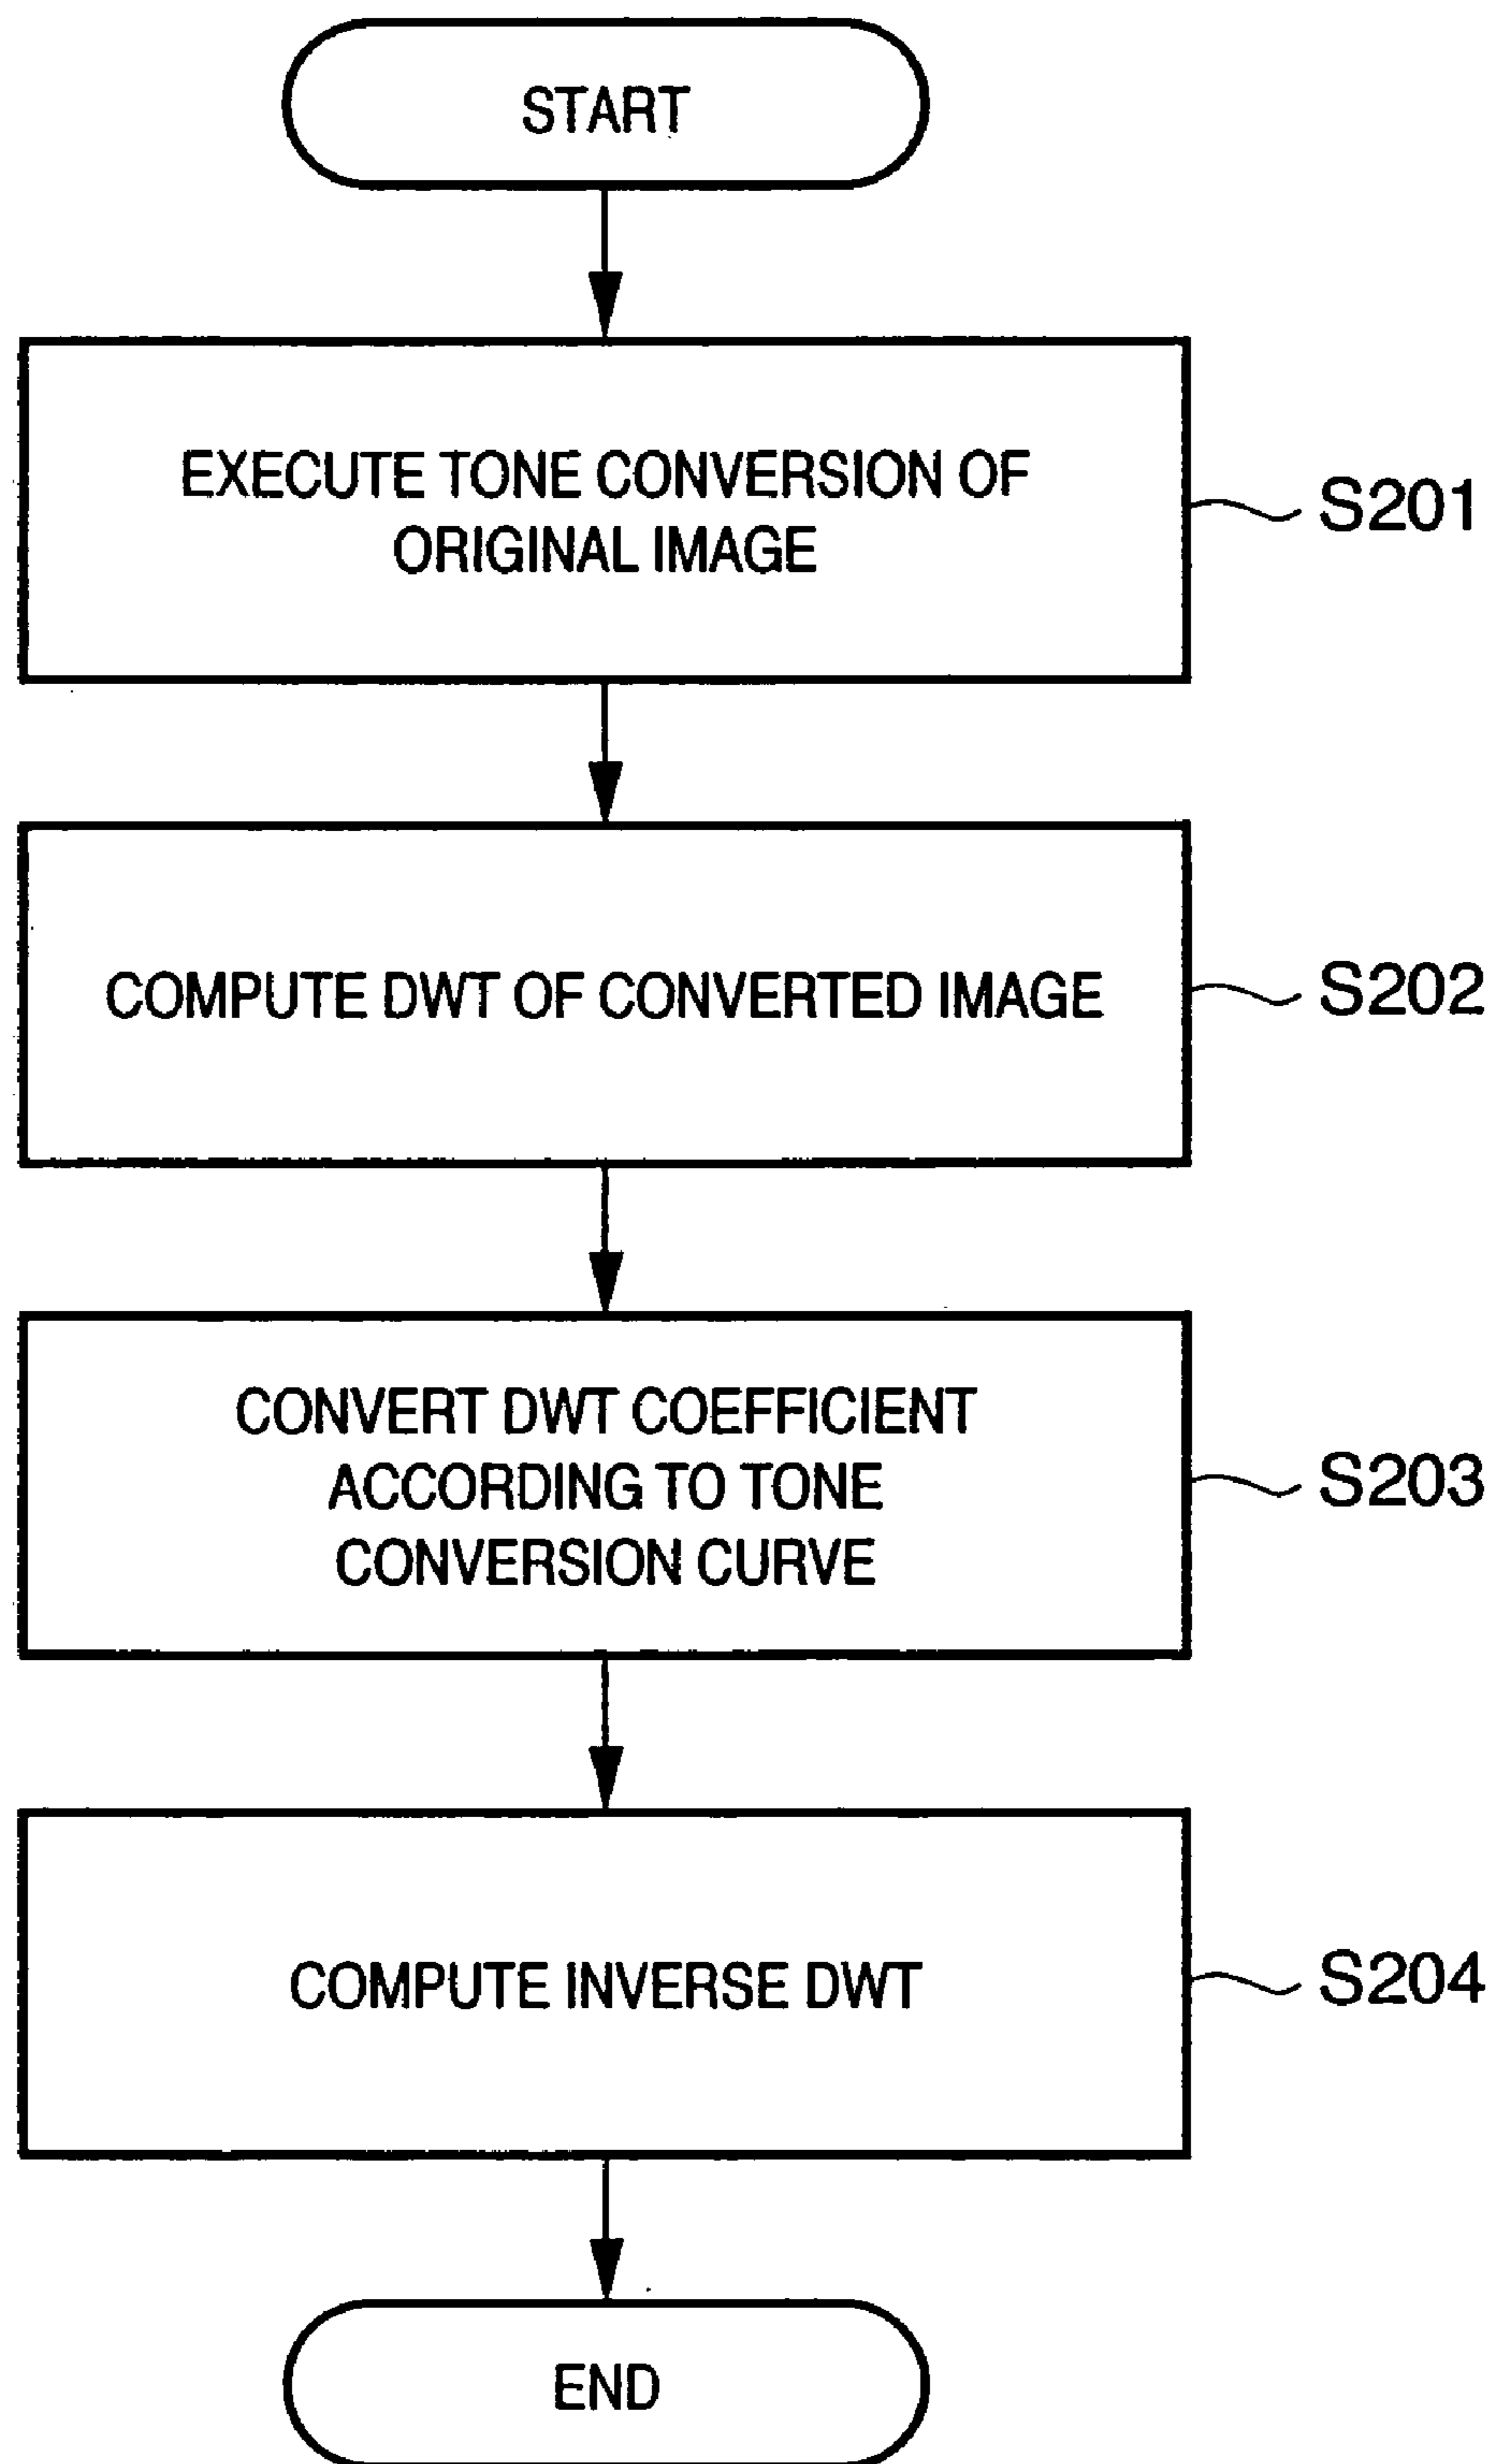 START
EXECUTE TONE CONVERSION OF
ORIGINAL IMAGE
S201
COMPUTE DWT OF CONVERTED IMAGE
S202
CONVERT DWT COEFFICIENT
ACCORDING TO TONE
CONVERSION CURVE
S203
COMPUTE INVERSE DWT
S204
END